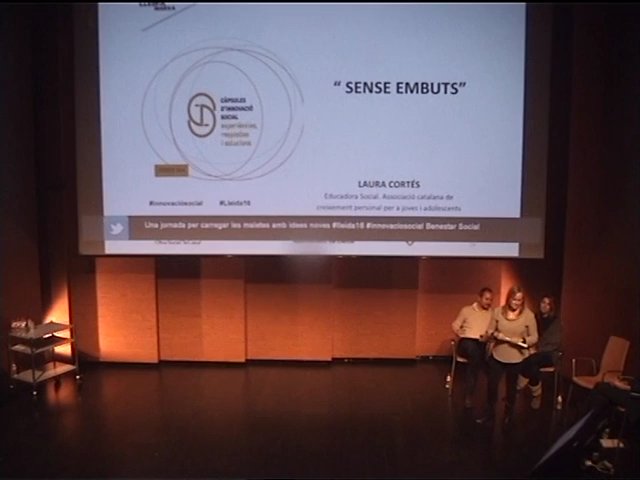 CÀPSULES
D'INNOVACIÓ
SOCIAL
experiències,
respostes
i solucions
" SENSE EMBUTS"
LAURA CORTÉS
Educadora Social. Associació catalana de
creixement personal per a joves i adolescents
#innovaciosocial #Lleida16
Una jornada per carregar les maletes amb idees noves #lleida16 #innovaciosocial Benestar Social